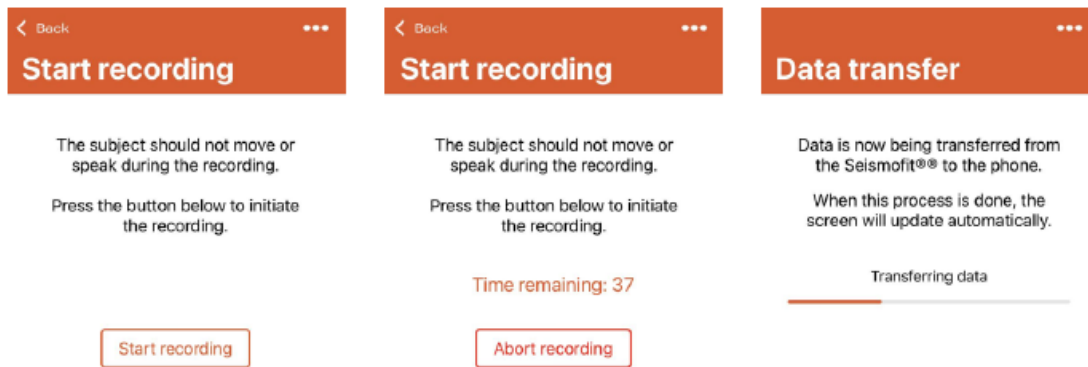 Back
Start recording
The subject should not move or
speak during the recording.
Press the button below to initiate
the recording.
Start recording
Back
Start recording
The subject should not move or
speak during the recording.
Press the button below to initiate
the recording.
Time remaining: 37
Abort recording
Data transfer
Data is now being transferred from
the Seismofit®® to the phone.
When this process is done, the
screen will update automatically.
Transferring data